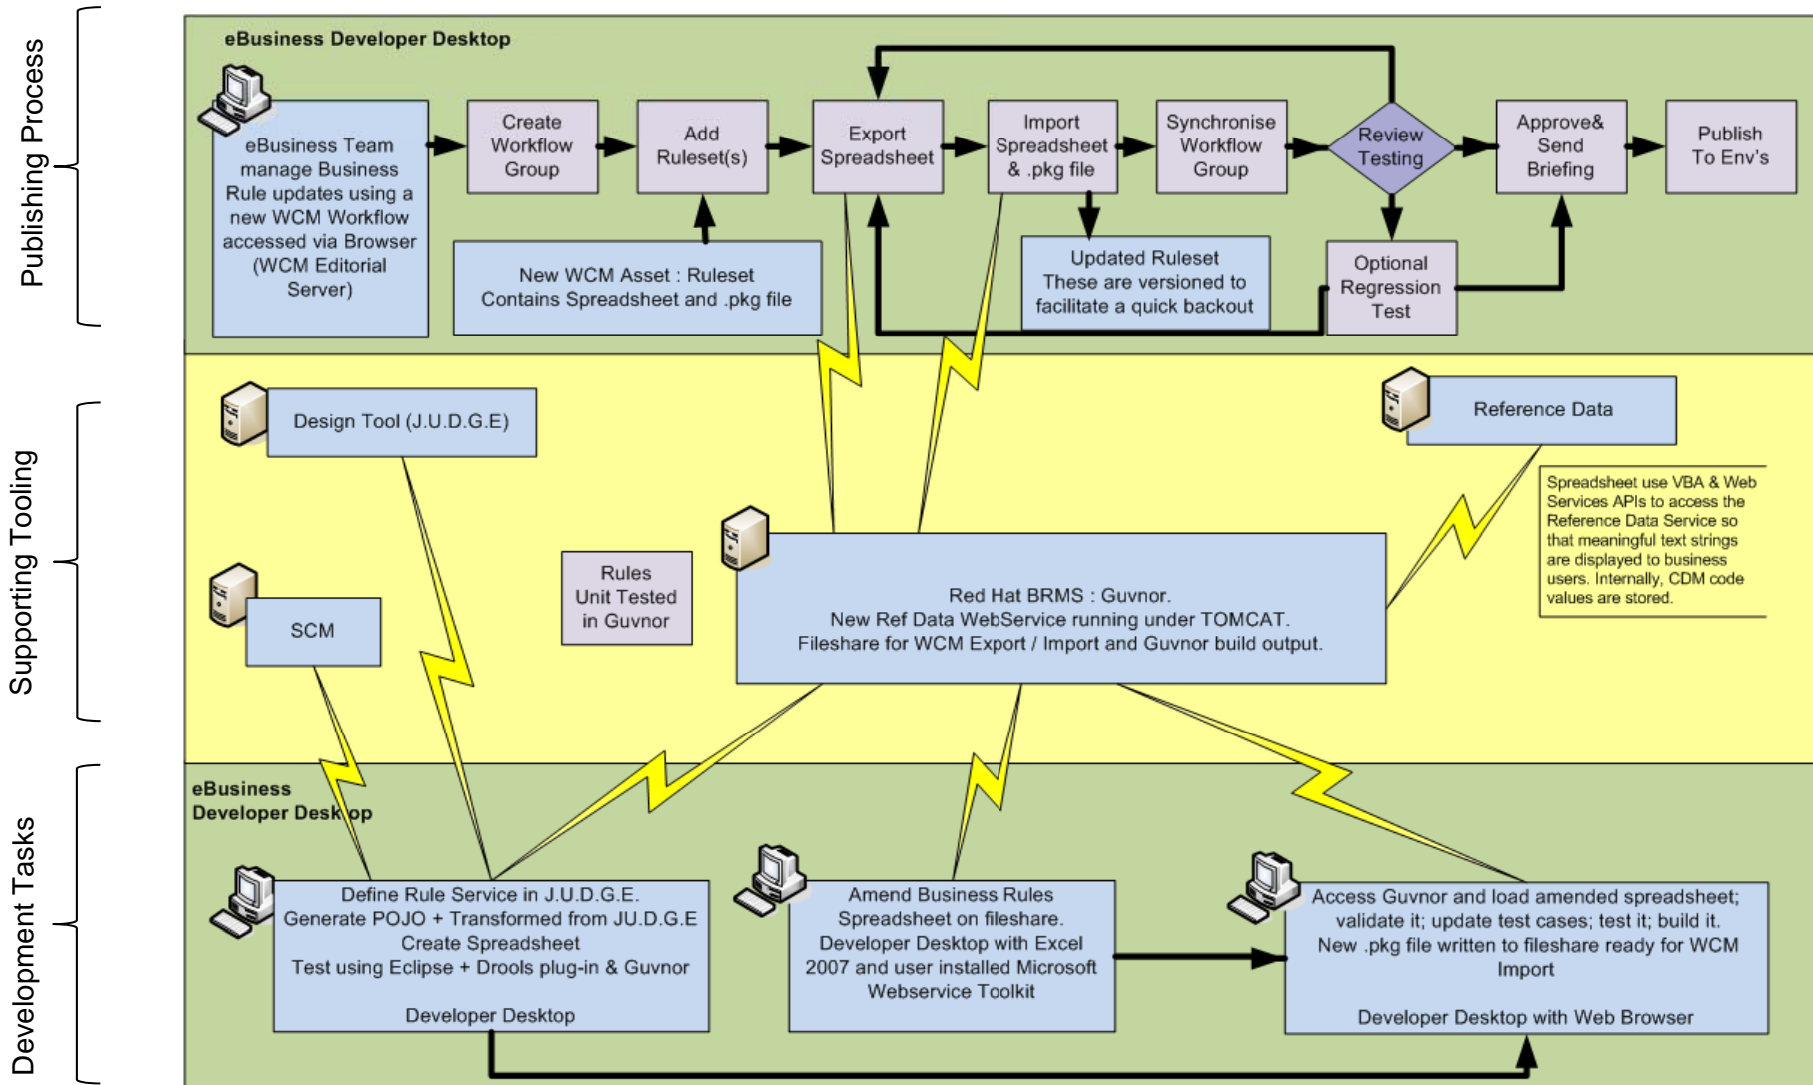 Publishing Process
eBusiness Developer Desktop
eBusiness Team
manage Business
Rule updates using a
new WCM Workflow
accessed via Browser
(WCM Editorial
Server)
Create
Workflow
Group
Add
Ruleset(s)
Export
Spreadsheet
Import
Spreadsheet
& .pkg file
Synchronise
Workflow
Group
Review
Testing
Approve&
Send
Briefing
Publish
To Env's
New WCM Asset : Ruleset
Contains Spreadsheet and .pkg file
Updated Ruleset
These are versioned to
facilitate a quick backout
Optional
Regression
Test
Supporting Tooling
Design Tool (J.U.D.G.E)
Reference Data
Spreadsheet use VBA & Web
Services APIs to access the
Reference Data Service so
that meaningful text strings
are displayed to business
users. Internally, CDM code
values are stored.
SCM
Rules
Unit Tested
in Guvnor
Red Hat BRMS : Guvnor.
New Ref Data WebService running under TOMCAT.
Fileshare for WCM Export / Import and Guvnor build output.
Development Tasks
eBusiness
Developer Desktop
Define Rule Service in J.U.D.G.E.
Generate POJO + Transformed from JU.D.G.E
Create Spreadsheet
Test using Eclipse + Drools plug-in & Guvnor
Developer Desktop
Amend Business Rules
Spreadsheet on fileshare.
Developer Desktop with Excel
2007 and user installed Microsoft
Webservice Toolkit
Access Guvnor and load amended spreadsheet;
validate it; update test cases; test it; build it.
New .pkg file written to fileshare ready for WCM
Import
Developer Desktop with Web Browser